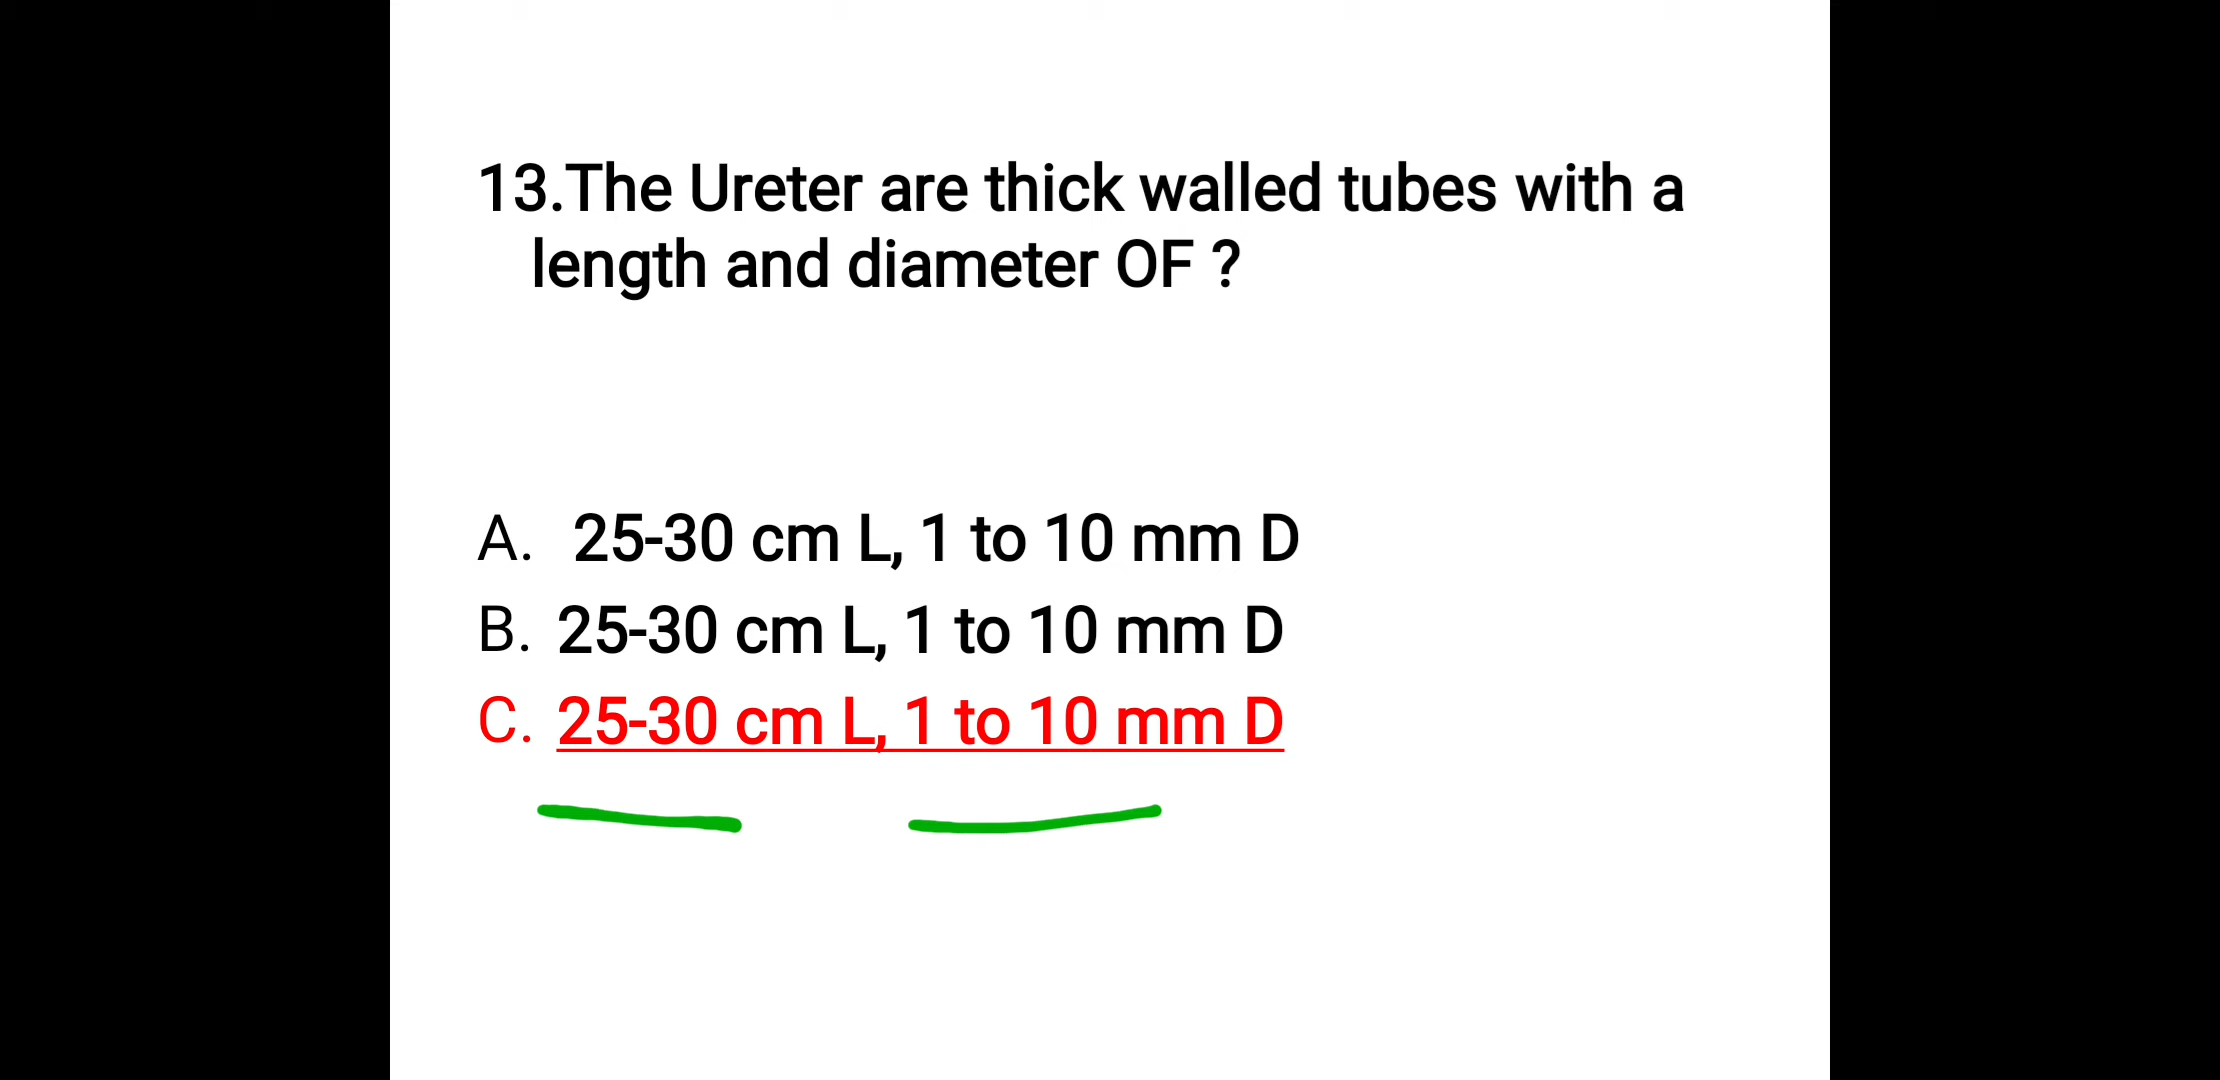 13.The Ureter are thick walled tubes with a
length and diameter OF ?
A. 25-30 cm L, 1 to 10 mm D
B. 25-30 cm L, 1 to 10 mm D
C. 25-30 cm L, 1 to 10 mm D